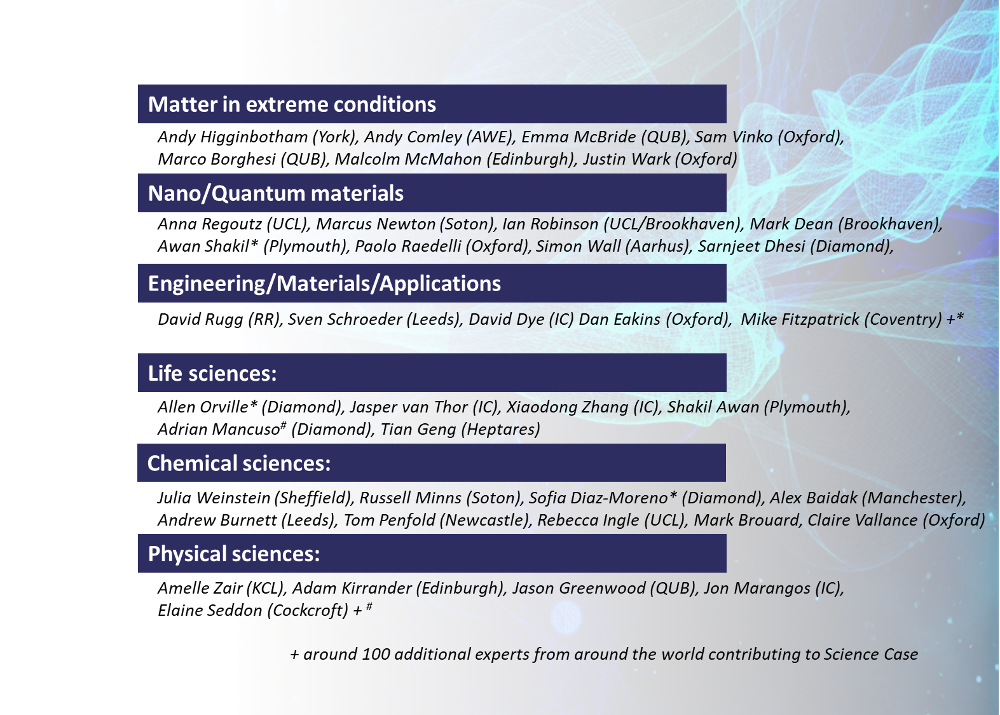 Matter in extreme conditions
Andy Higginbotham (York), Andy Comley (AWE), Emma McBride (QUB), Sam Vinko (Oxford),
Marco Borghesi (QUB), Malcolm McMahon (Edinburgh), Justin Wark (Oxford)
Nano/Quantum materials
Anna Regoutz (UCL), Marcus Newton (Soton), Ian Robinson (UCL/Brookhaven), Mark Dean (Brookhaven),
Awan Shakil* (Plymouth), Paolo Raedelli (Oxford), Simon Wall (Aarhus), Sarnjeet Dhesi (Diamond),
Engineering/Materials/Applications
David Rugg (RR), Sven Schroeder (Leeds), David Dye (IC) Dan Eakins (Oxford),  Mike Fitzpatrick (Coventry) +*
Life sciences:
Allen Orville* (Diamond), Jasper van Thor (IC), Xiaodong Zhang (IC), Shakil Awan (Plymouth),
Adrian Mancuso# (Diamond), Tian Geng (Heptares)
Chemical sciences:
Julia Weinstein (Sheffield), Russell Minns (Soton), Sofia Diaz-Moreno* (Diamond), Alex Baidak (Manchester),
Andrew Burnett (Leeds), Tom Penfold (Newcastle), Rebecca Ingle (UCL), Mark Brouard, Claire Vallance (Oxford)
Physical sciences:
Amelle Zair (KCL), Adam Kirrander (Edinburgh), Jason Greenwood (QUB), Jon Marangos (IC),
Elaine Seddon (Cockcroft) + #
+ around 100 additional experts from around the world contributing to Science Case